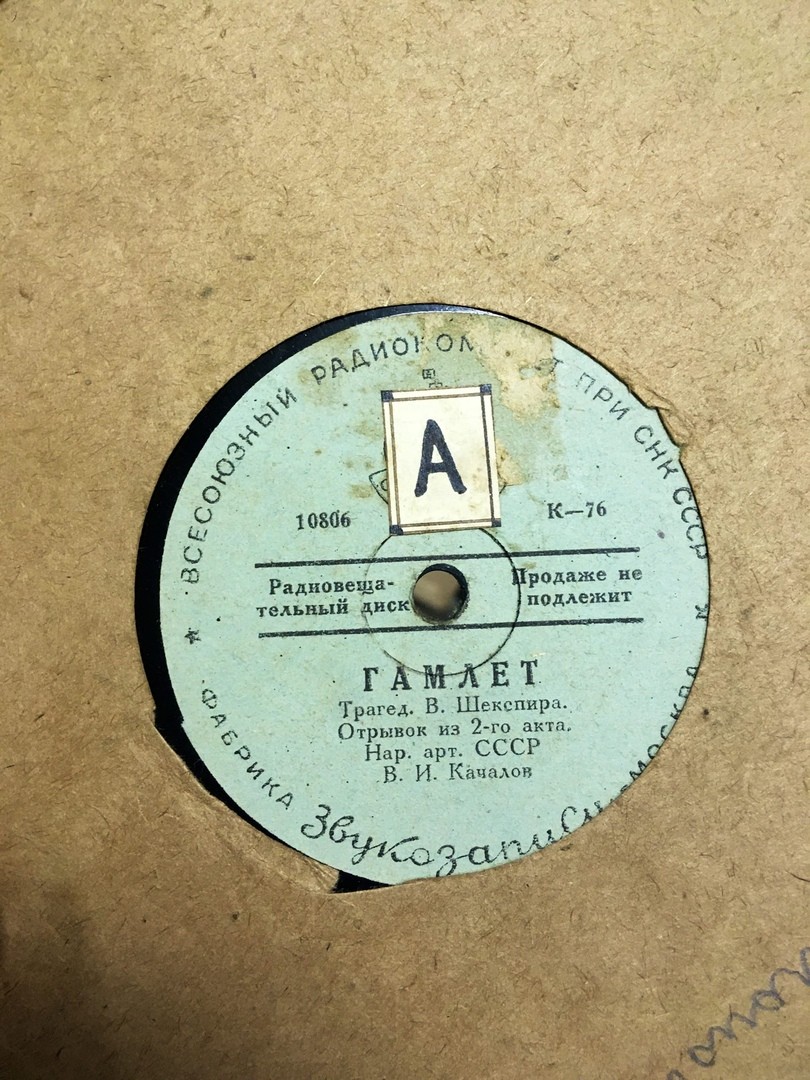 ВСЕСОЮЗНЫЙ ПРИ СНК СССР
А
10806 К—76
Радиовеща-
тельный диск
Продаже не
подлежит
ГАМЛЕТ
Трагед. В. Шекспира.
Отрывок из 2-го акта.
Нар. арт. СССР
В. И. Качалов
ФАБРИКА Звукозаписи МОСКВА